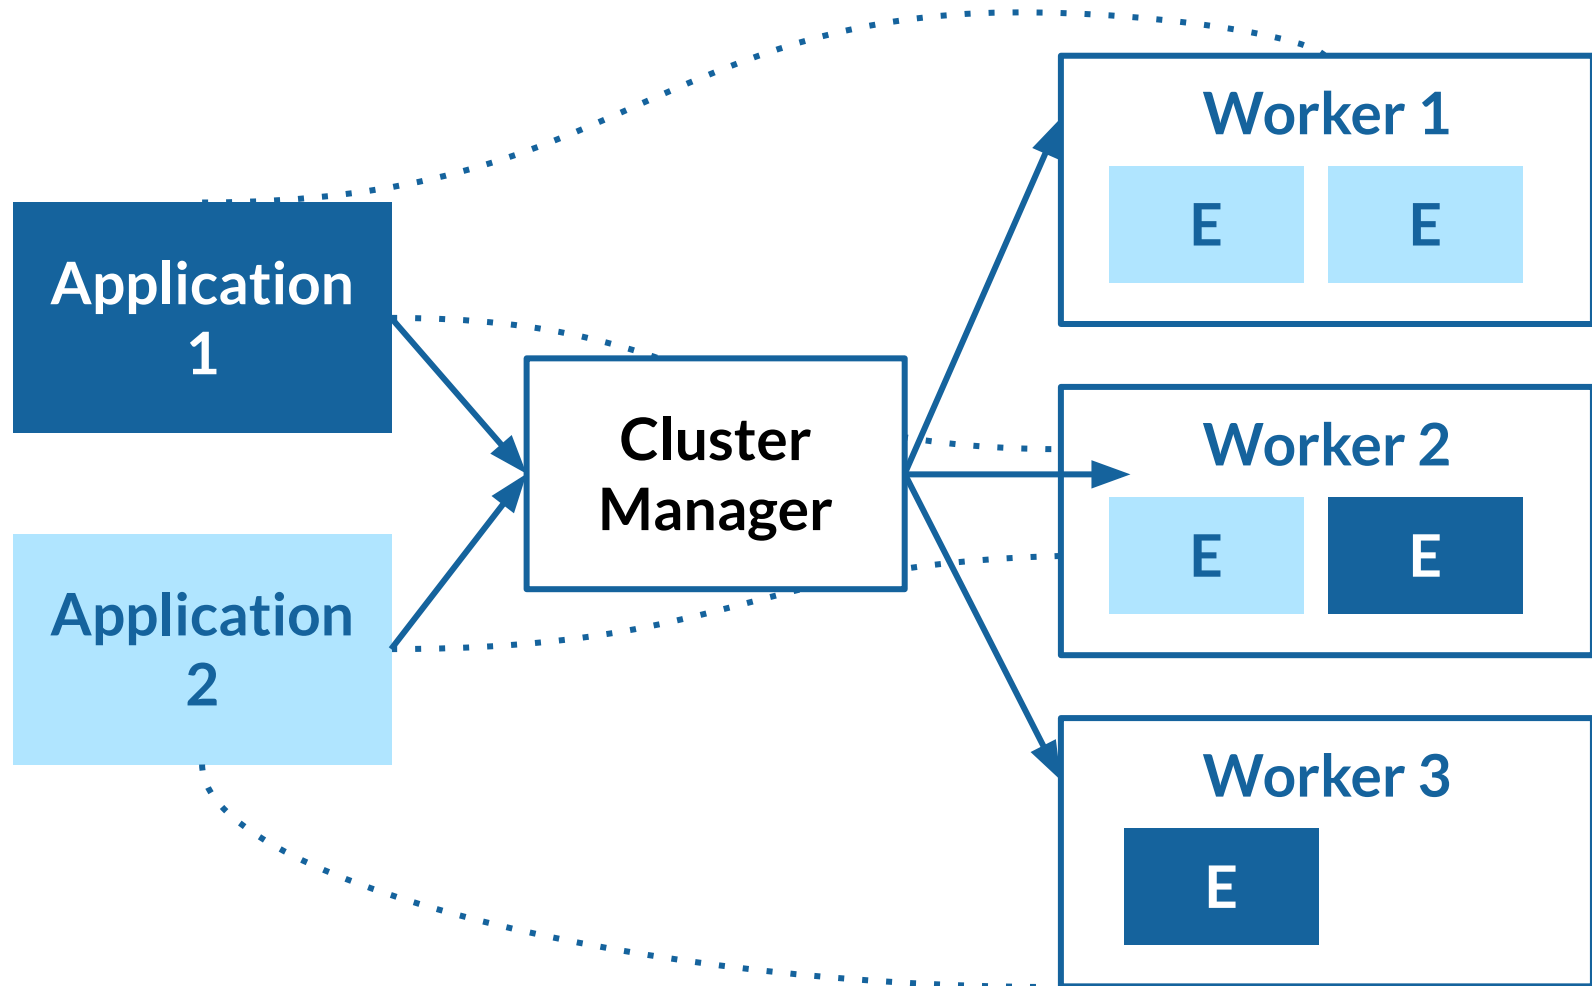 Application
1
Application
2
Cluster
Manager
Worker 1
E E
Worker 2
E E
Worker 3
E